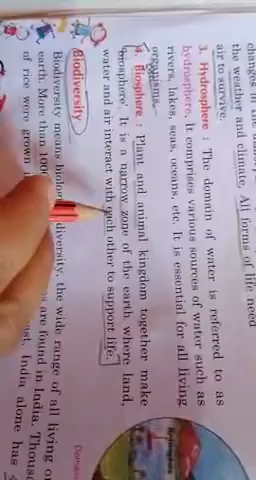 changes in the
the weather and climate. All forms of life need
air to survive.
3. Hydrosphere : The domain of water is referred to as
hydrosphere. It comprises various sources of water such as
rivers, lakes, seas, oceans, etc. It is essential for all living
organisms.
4. Biosphere : Plant and animal kingdom together make
'biosphere'. It is a narrow zone of the earth where land,
water and air interact with each other to support life.
Biodiversity
Biodiversity means diversity, the wide range of all living
earth. More than are found in India.
of rice were grown India alone has
Hydrosphere